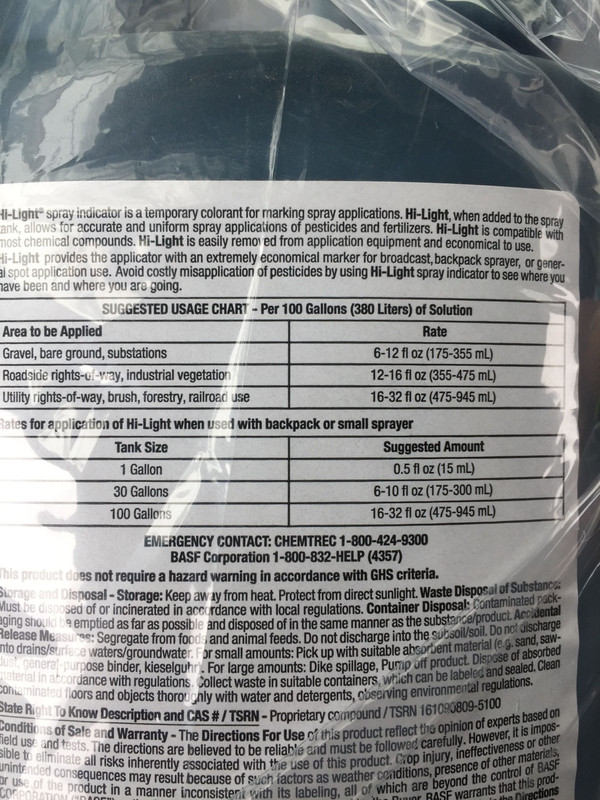 Hi-Light® spray indicator is a temporary colorant for marking spray applications. Hi-Light, when added to the spray
tank, allows for accurate and uniform spray applications of pesticides and fertilizers. Hi-Light is compatible with
most chemical compounds. Hi-Light is easily removed from application equipment and economical to use.
Hi-Light provides the applicator with an extremely economical marker for broadcast, backpack sprayer, or gener-
al spot application use. Avoid costly misapplication of pesticides by using Hi-Light spray indicator to see where you
have been and where you are going.
SUGGESTED USAGE CHART - Per 100 Gallons (380 Liters) of Solution
Area to be Applied Rate
Gravel, bare ground, substations 6-12 fl oz (175-355 mL)
Roadside rights-of-way, industrial vegetation 12-16 fl oz (355-475 mL)
Utility rights-of-way, brush, forestry, railroad use 16-32 fl oz (475-945 mL)
Rates for application of Hi-Light when used with backpack or small sprayer
Tank Size Suggested Amount
1 Gallon 0.5 fl oz (15 mL)
30 Gallons 6-10 fl oz (175-300 mL)
100 Gallons 16-32 fl oz (475-945 mL)
EMERGENCY CONTACT: CHEMTREC 1-800-424-9300
BASF Corporation 1-800-832-HELP (4357)
This product does not require a hazard warning in accordance with GHS criteria.
Storage and Disposal - Storage: Keep away from heat. Protect from direct sunlight. Waste Disposal of Substance:
Must be disposed of or incinerated in accordance with local regulations. Container Disposal: Contaminated pack-
aging should be emptied as far as possible and disposed of in the same manner as the substance/product. Accidental
Release Measures: Segregate from foods and animal feeds. Do not discharge into the subsoil/soil. Do not discharge
into drains/surface waters/groundwater. For small amounts: Pick up with suitable absorbent material (e.g. sand, saw-
dust, general-purpose binder, kieselguhr). For large amounts: Dike spillage, Pump off product. Dispose of absorbed
material in accordance with regulations. Collect waste in suitable containers, which can be labeled and sealed. Clean
contaminated floors and objects thoroughly with water and detergents, observing environmental regulations.
State Right To Know Description and CAS # / TSRN - Proprietary compound / TSRN 161090809-5100
Conditions of Safe and Warranty - The Directions For Use of this product reflect the opinion of experts based on
field use and tests. The directions are believed to be reliable and must be followed carefully. However, it is impos-
sible to eliminate all risks inherently associated with the use of this product. Crop injury, ineffectiveness or other
unintended consequences may result because of such factors as weather conditions, presence of other materials,
or use of the product in a manner inconsistent with its labeling, all of which are beyond the control of BASF
CORPORATION ("BASF") BASF warrants that this prod-
Directions